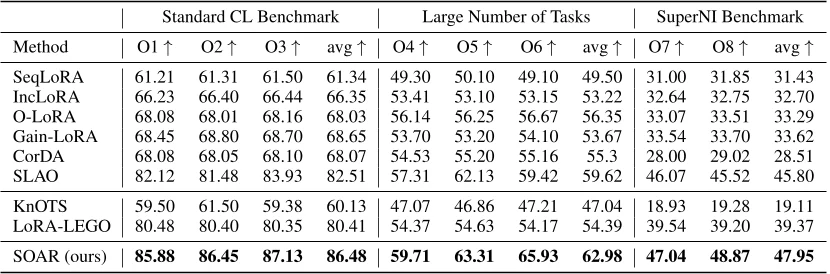 Standard CL Benchmark Large Number of Tasks SuperNI Benchmark
Method O1 ↑ O2 ↑ O3 ↑ avg ↑ O4 ↑ O5 ↑ O6 ↑ avg ↑ O7 ↑ O8 ↑ avg ↑
SeqLoRA 61.21 61.31 61.50 61.34 49.30 50.10 49.10 49.50 31.00 31.85 31.43
IncLoRA 66.23 66.40 66.44 66.35 53.41 53.10 53.15 53.22 32.64 32.75 32.70
O-LoRA 68.08 68.01 68.16 68.03 56.14 56.25 56.67 56.35 33.07 33.51 33.29
Gain-LoRA 68.45 68.80 68.70 68.65 53.70 53.20 54.10 53.67 33.54 33.70 33.62
CorDA 68.08 68.05 68.10 68.07 54.53 55.20 55.16 55.3 28.00 29.02 28.51
SLAO 82.12 81.48 83.93 82.51 57.31 62.13 59.42 59.62 46.07 45.52 45.80
KnOTS 59.50 61.50 59.38 60.13 47.07 46.86 47.21 47.04 18.93 19.28 19.11
LoRA-LEGO 80.48 80.40 80.35 80.41 54.37 54.63 54.17 54.39 39.54 39.20 39.37
SOAR (ours) 85.88 86.45 87.13 86.48 59.71 63.31 65.93 62.98 47.04 48.87 47.95